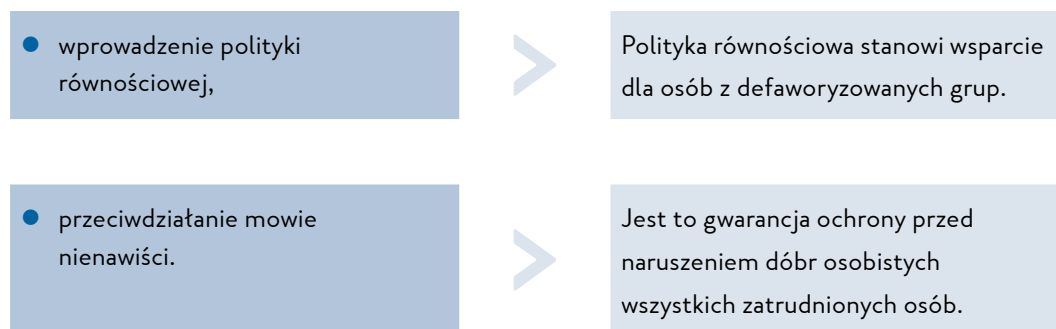 ● wprowadzenie polityki
równościowej,
Polityka równościowa stanowi wsparcie
dla osób z defaworyzowanych grup.
● przeciwdziałanie mowie
nienawiści.
Jest to gwarancja ochrony przed
naruszeniem dóbr osobistych
wszystkich zatrudnionych osób.